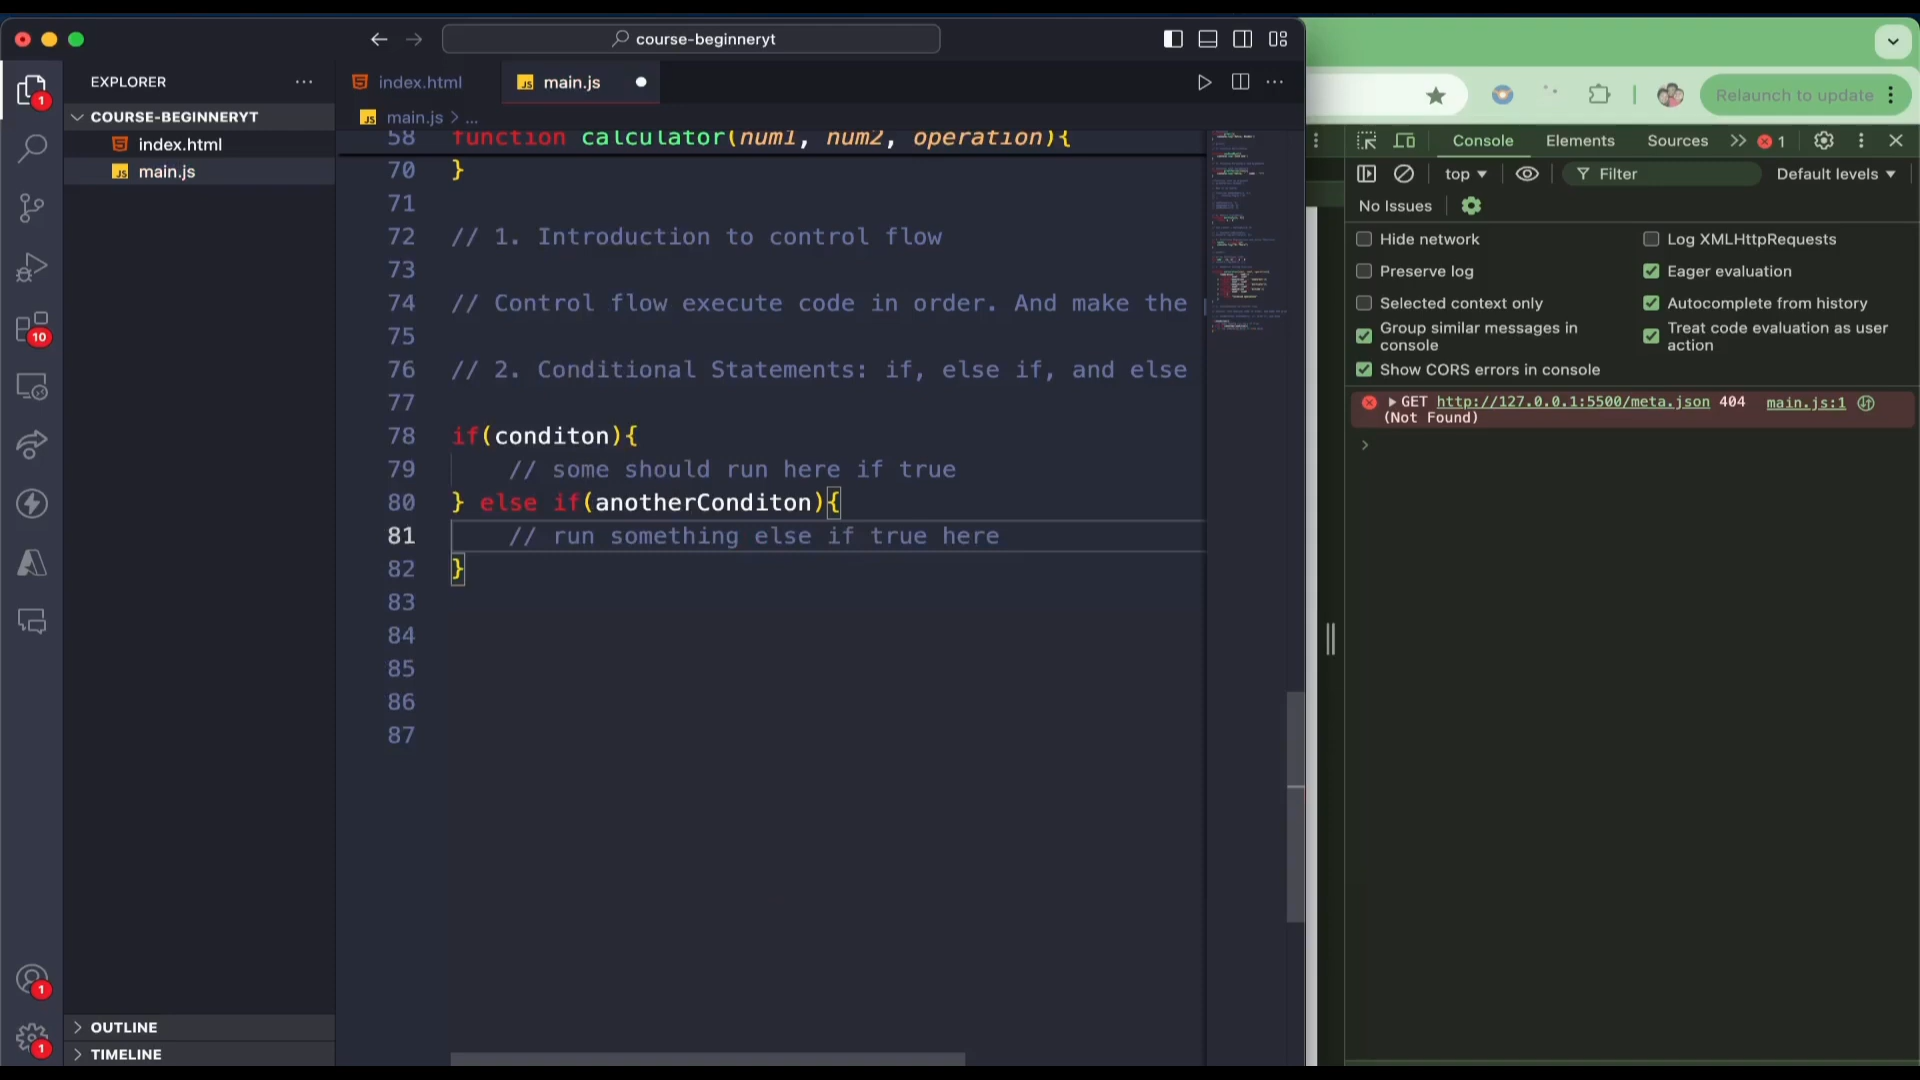 course-beginneryt
EXPLORER
COURSE-BEGINNERYT
index.html
main.js
index.html
main.js
main.js > ...
58 function calculator(num1, num2, operation){
70 }
71
72 // 1. Introduction to control flow
73
74 // Control flow execute code in order. And make the
75
76 // 2. Conditional Statements: if, else if, and else
77
78 if(conditon){
79 // some should run here if true
80 } else if(anotherConditon){
81 // run something else if true here
82 }
83
84
85
86
87
1
10
1
1
OUTLINE
TIMELINE
Relaunch to update
Console Elements Sources 1
top Filter Default levels
No Issues
Hide network Log XMLHttpRequests
Preserve log Eager evaluation
Selected context only Autocomplete from history
Group similar messages in console
Treat code evaluation as user action
Show CORS errors in console
GET http://127.0.0.1:5500/meta.json 404 main.js:1
(Not Found)